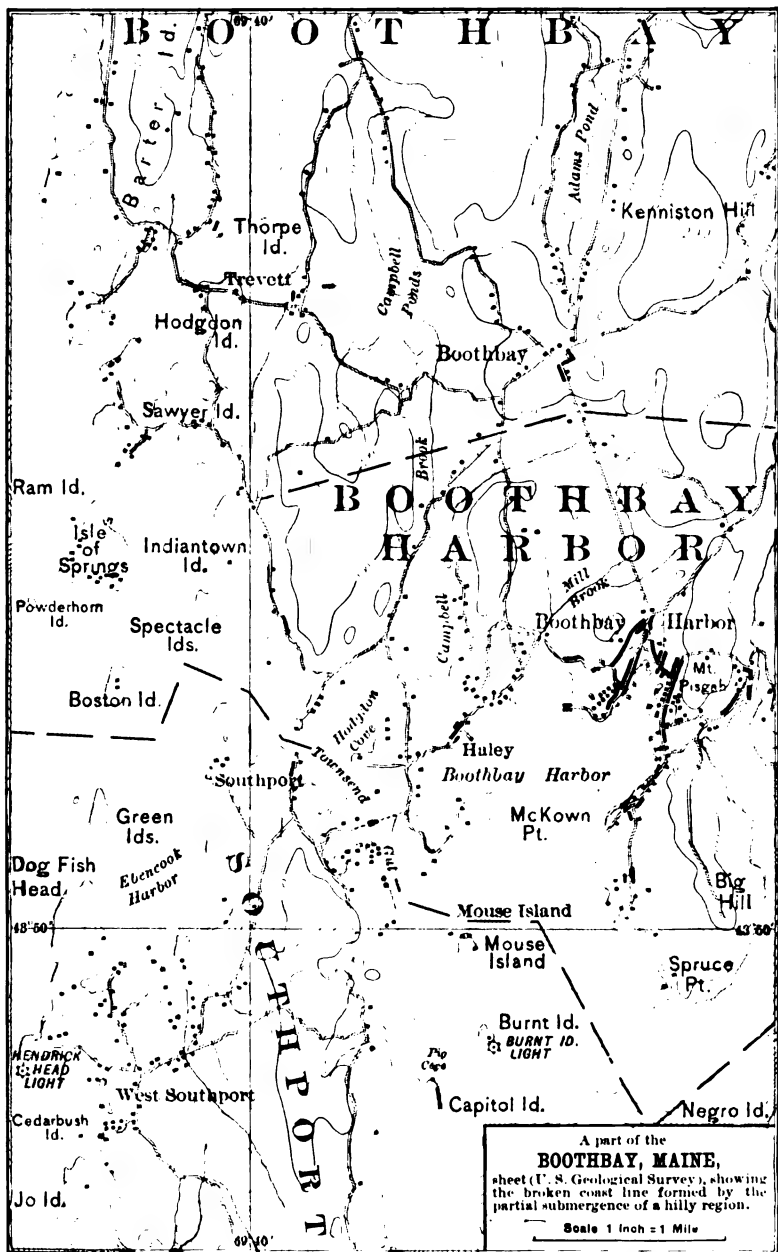 69°40'
BOOTHBAY
Barter Id.
Adams Pond
Kenniston Hill
Thorpe
Id.
Trevett
Campbell
Ponds
Hodgdon
Id.
Boothbay
Sawyer Id.
Brook
Ram Id.
BOOTHBAY
HARBOR
Isle
of
Springs
Indiantown
Id.
Mill
Brook
Powderhorn
Id.
Spectacle
Ids.
Campbell
Boothbay Harbor
Mt.
Pisgah
Boston Id.
Hodgdon
Cove
Townsend
Gut
Southport
Haley
Boothbay Harbor
Green
Ids.
McKown
Pt.
Dog Fish
Head
Ebencook
Harbor
Big
Hill
SOUTHPORT
Mouse Island
43°50'
43°50'
Mouse
Island
Spruce
Pt.
Burnt Id.
BURNT ID.
LIGHT
HENDRICK
HEAD
LIGHT
Pig
Cove
West Southport
Capitol Id.
Negro Id.
Cedarbush
Id.
Jo Id.
69°40'
A part of the
BOOTHBAY, MAINE,
sheet (U. S. Geological Survey), showing
the broken coast line formed by the
partial submergence of a hilly region.
Scale 1 Inch = 1 Mile